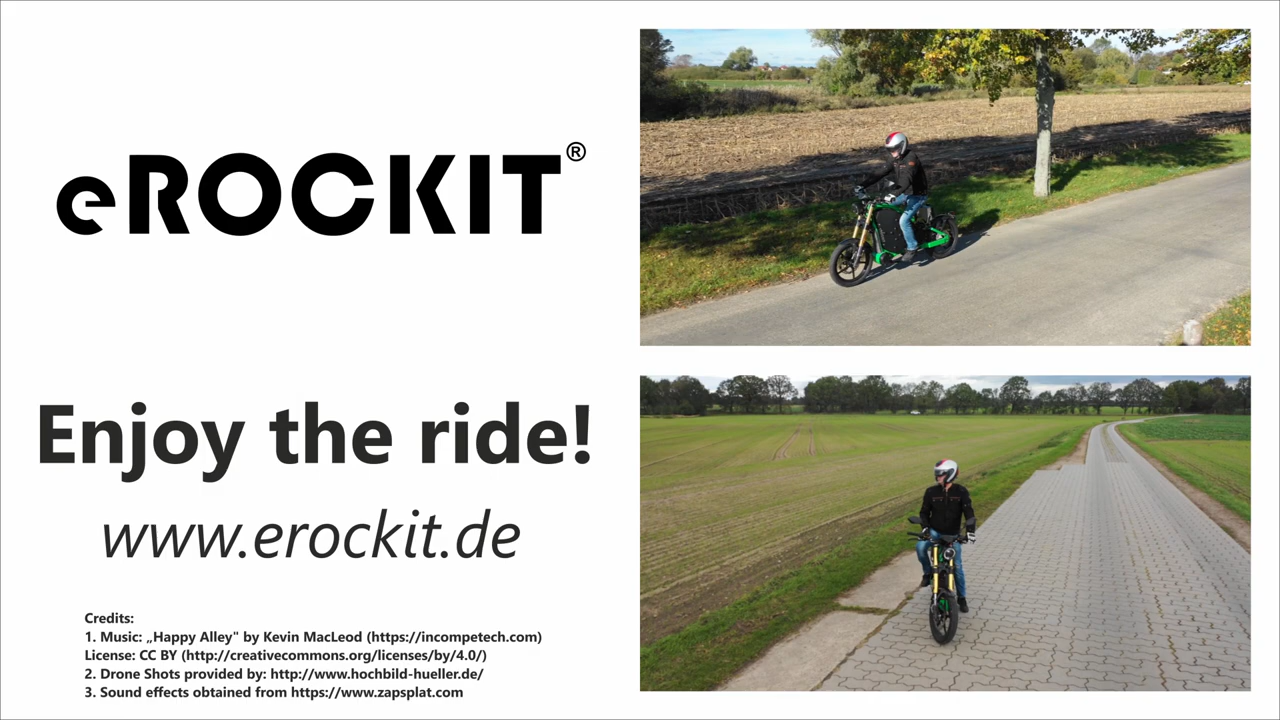 eROCKIT®
Enjoy the ride!
www.erockit.de
Credits:
1. Music: „Happy Alley" by Kevin MacLeod (https://incompetech.com)
License: CC BY (http://creativecommons.org/licenses/by/4.0/)
2. Drone Shots provided by: http://www.hochbild-hueller.de/
3. Sound effects obtained from https://www.zapsplat.com